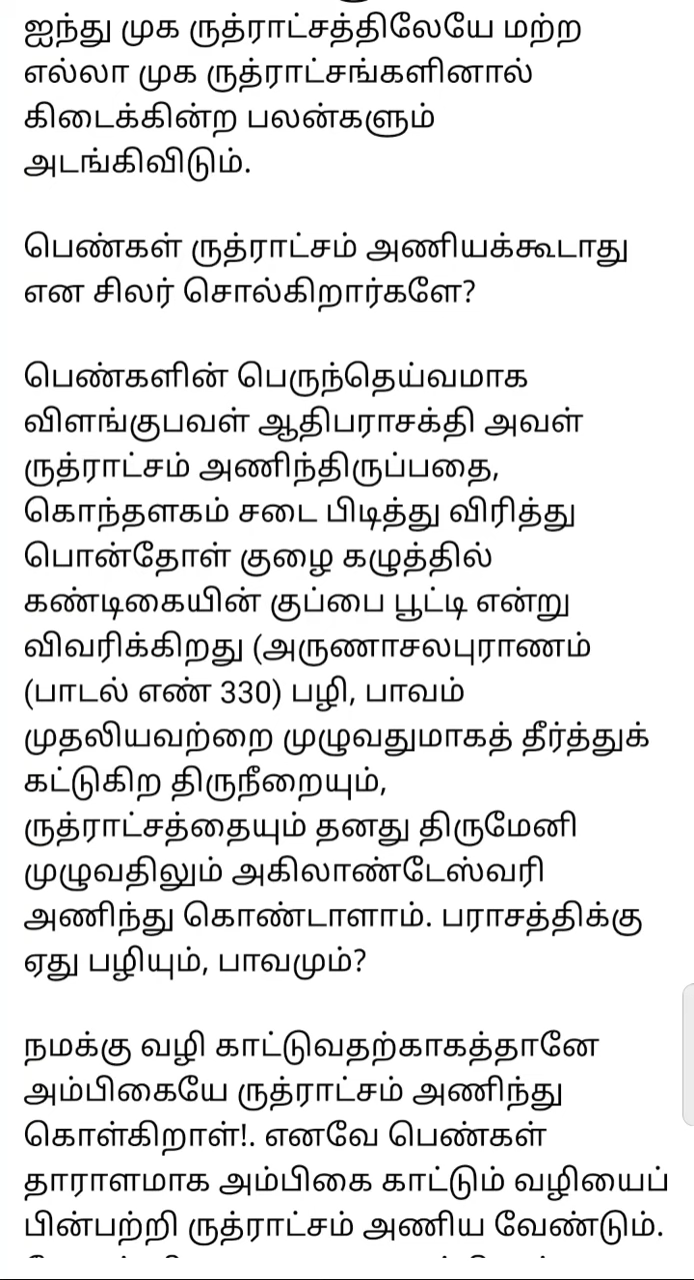 ஐந்து முக ருத்ராட்சத்திலேயே மற்ற
எல்லா முக ருத்ராட்சங்களினால்
கிடைக்கின்ற பலன்களும்
அடங்கிவிடும்.
பெண்கள் ருத்ராட்சம் அணியக்கூடாது
என சிலர் சொல்கிறார்களே?
பெண்களின் பெருந்தெய்வமாக
விளங்குபவள் ஆதிபராசக்தி அவள்
ருத்ராட்சம் அணிந்திருப்பதை,
கொந்தளகம் சடை பிடித்து விரித்து
பொன்தோள் குழை கழுத்தில்
கண்டிகையின் குப்பை பூட்டி என்று
விவரிக்கிறது (அருணாசலபுராணம்
(பாடல் எண் 330) பழி, பாவம்
முதலியவற்றை முழுவதுமாகத் தீர்த்துக்
கட்டுகிற திருநீறையும்,
ருத்ராட்சத்தையும் தனது திருமேனி
முழுவதிலும் அகிலாண்டேஸ்வரி
அணிந்து கொண்டாளாம். பராசத்திக்கு
ஏது பழியும், பாவமும்?
நமக்கு வழி காட்டுவதற்காகத்தானே
அம்பிகையே ருத்ராட்சம் அணிந்து
கொள்கிறாள்!. எனவே பெண்கள்
தாராளமாக அம்பிகை காட்டும் வழியைப்
பின்பற்றி ருத்ராட்சம் அணிய வேண்டும்.